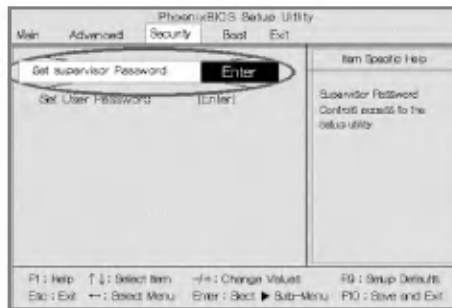 PhoenixBIOS Setup Utility
Main Advanced Security Boot Exit
Set supervisor Password Enter
Set User Password [Enter]
Item Specific Help
Supervisor Password
Controls access to the
setup utility
F1 : Help ↑↓ : Select Item -/+ : Change Values F9 : Setup Defaults
Esc : Exit ↔ : Select Menu Enter : Select ▶ Sub-Menu F10 : Save and Exit